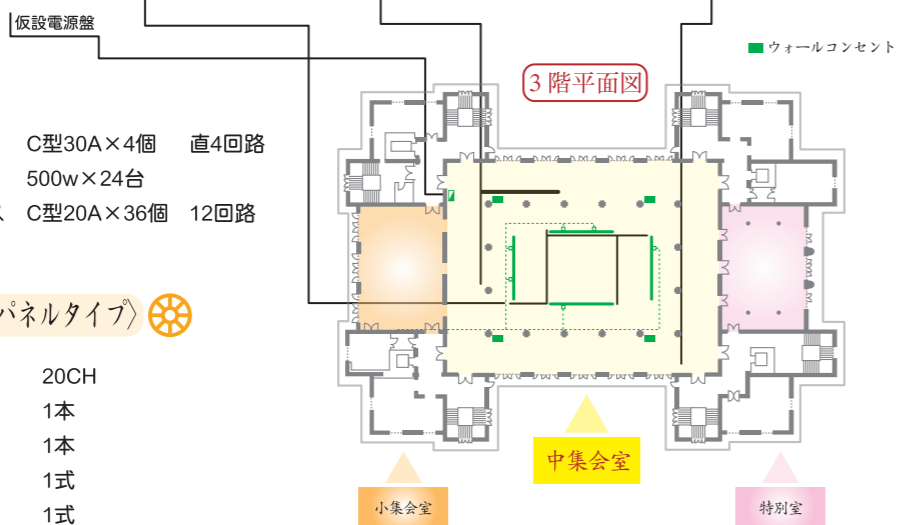 仮設電源盤
ウォールコンセント
3階平面図
C型30A×4個 直4回路
500w×24台
C型20A×36個 12回路
パネルタイプ〉
20CH
1本
1本
1式
1式
中集会室
小集会室
特別室